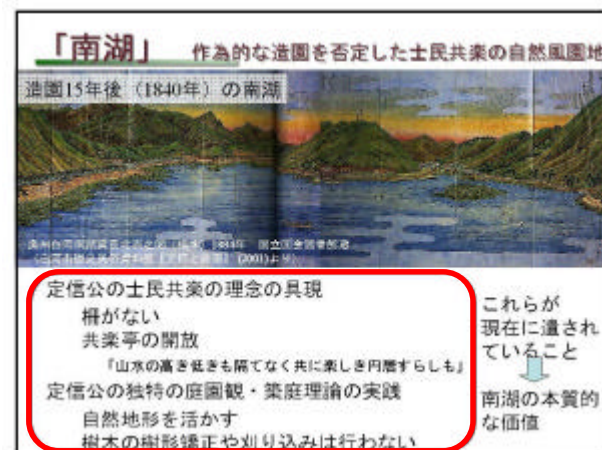 「南湖」 作為的な造園を否定した士民共楽の自然風園地
造園15年後（1840年）の南湖
定信公の士民共楽の理念の具現
柵がない
共楽亭の開放
「山水の高き低きも隔てなく共に楽しき円居すらしも」
定信公の独特の庭園観・築庭理論の実践
自然地形を活かす
樹木の樹形矯正や刈り込みは行わない
これらが
現在に遺され
ていること
南湖の本質的
な価値